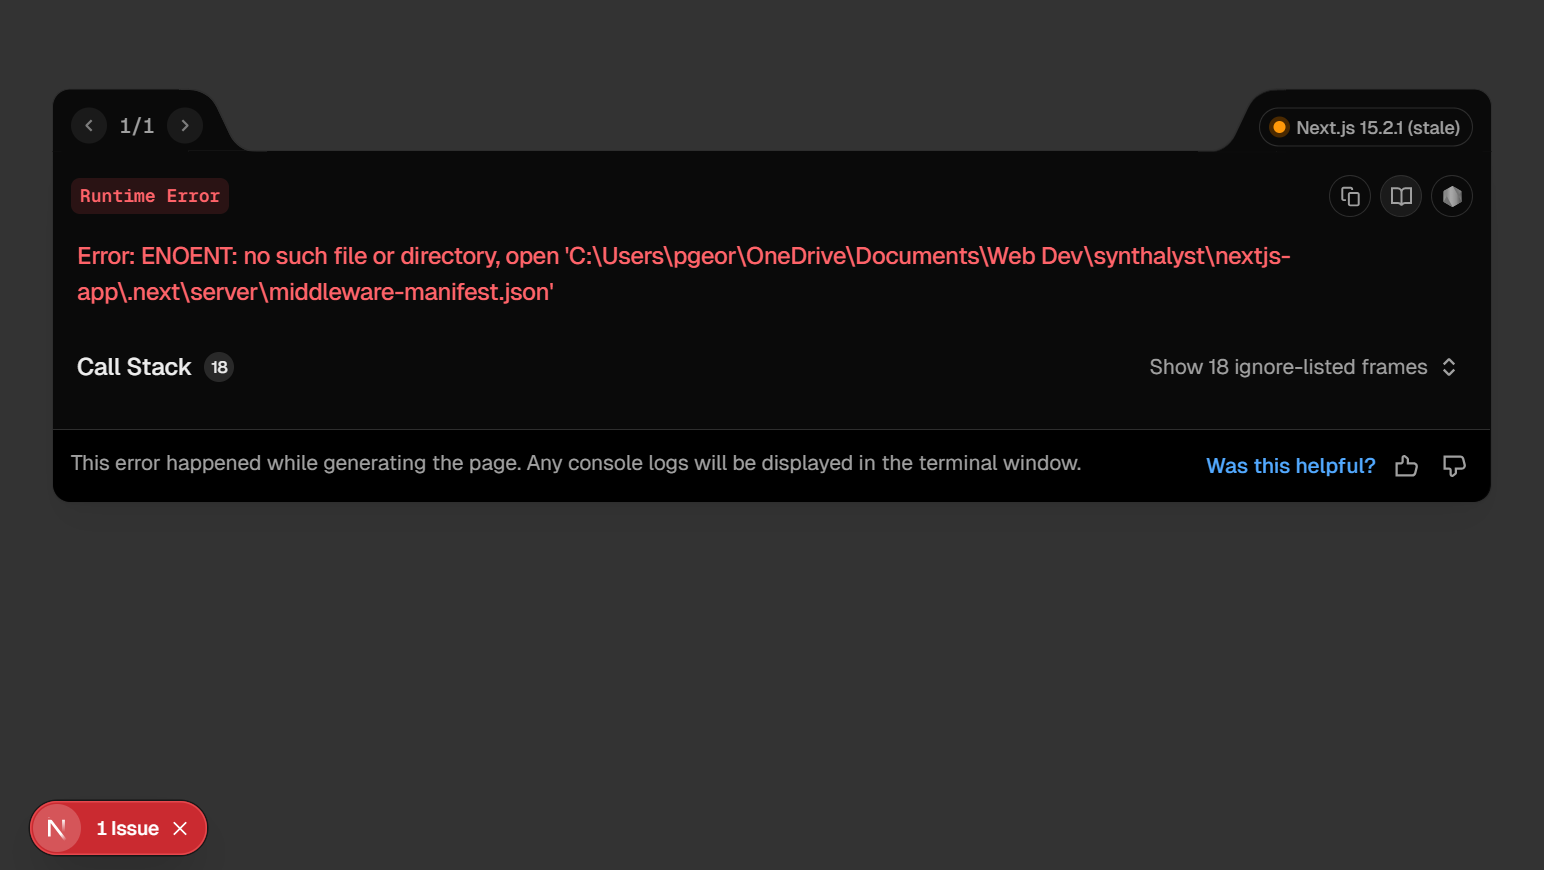 1/1
Next.js 15.2.1 (stale)
Runtime Error
Error: ENOENT: no such file or directory, open 'C:\Users\pgeor\OneDrive\Documents\Web Dev\synthalyst\nextjs-
app\.next\server\middleware-manifest.json'
Call Stack 18
Show 18 ignore-listed frames
This error happened while generating the page. Any console logs will be displayed in the terminal window.
Was this helpful?
N 1 Issue